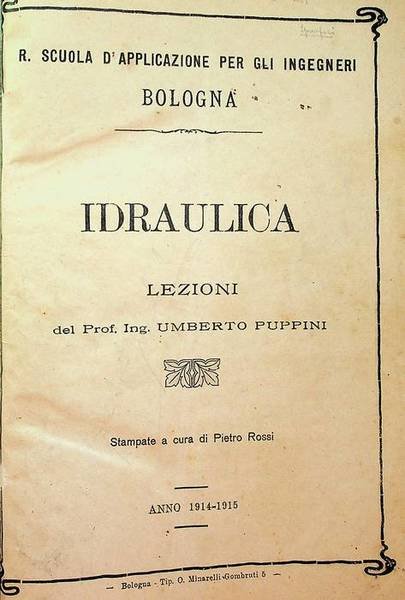 R. SCUOLA D'APPLICAZIONE PER GLI INGEGNERI
BOLOGNA
IDRAULICA
LEZIONI
del Prof. Ing. UMBERTO PUPPINI
Stampate a cura di Pietro Rossi
ANNO 1914-1915
Bologna - Tip. O. Minarelli-Gombruti 5